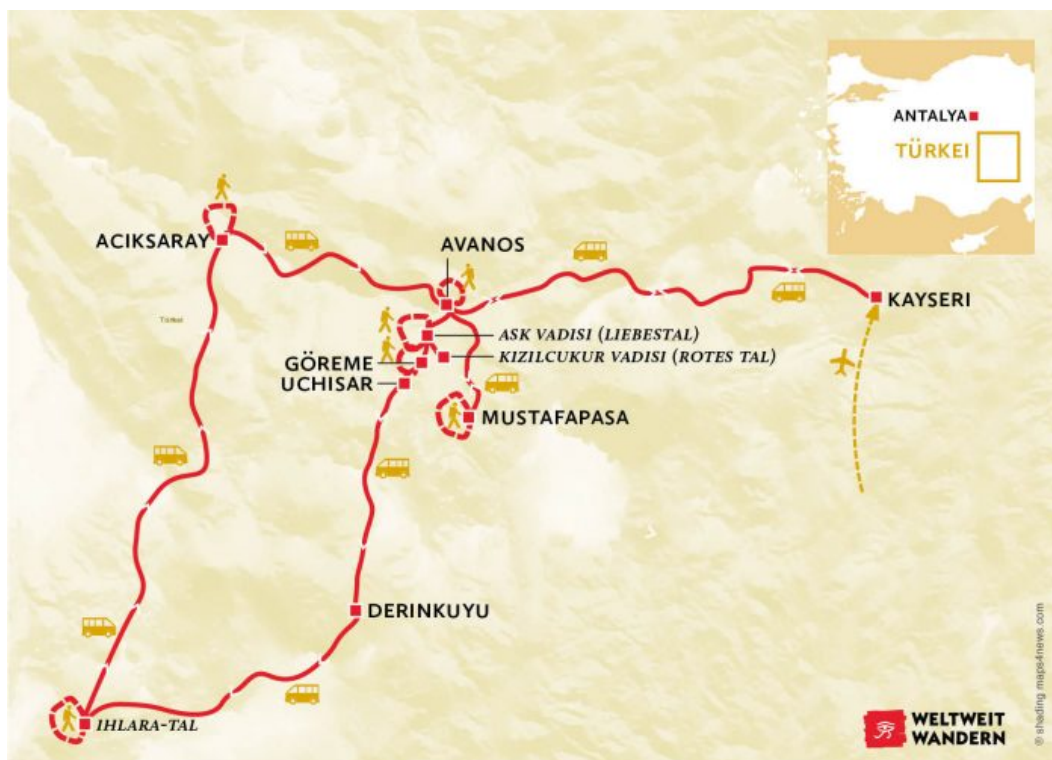 ANTALYA
TÜRKEI
ACIKSARAY
AVANOS
KAYSERI
Türkei
ASK VADISI (LIEBESTAL)
KIZILCUKUR VADISI (ROTES TAL)
GÖREME
UCHISAR
MUSTAFAPASA
DERINKUYU
IHLARA-TAL
WELTWEIT
WANDERN
© shading maps4news.com